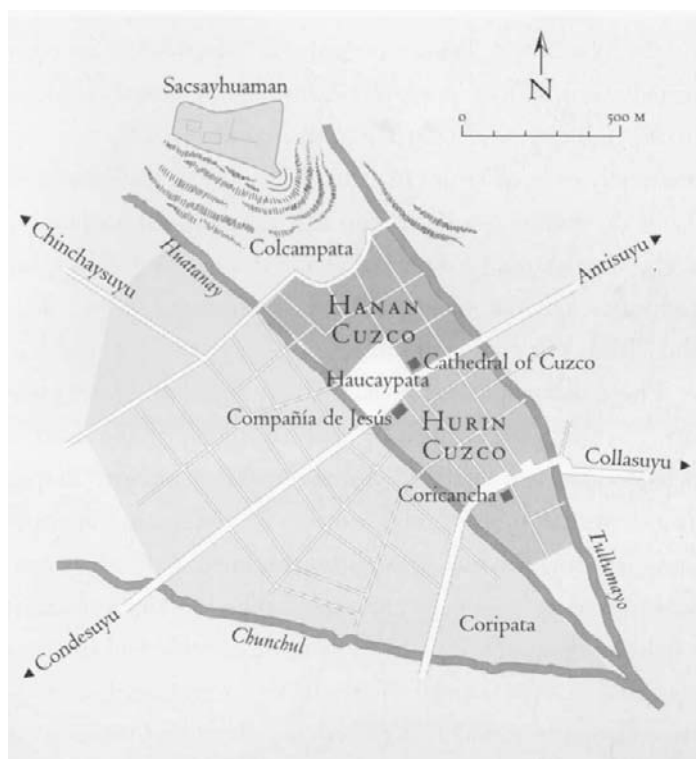 Sacsayhuaman
N
0 500 M
Chinchaysuyu
Huatanay
Colcampata
Antisuyu
HANAN
CUZCO
Cathedral of Cuzco
Haucaypata
Compañía de Jesús
HURIN
CUZCO
Collasuyu
Coricancha
Tullumayo
Condesuyu
Chunchul
Coripata